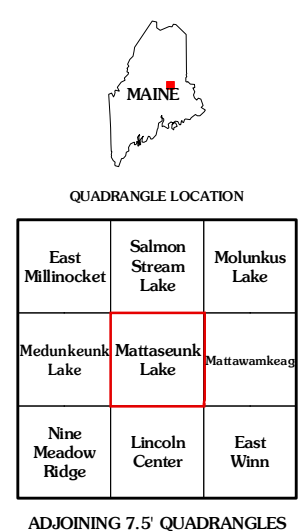 MAINE
QUADRANGLE LOCATION
East
Millinocket
Salmon
Stream
Lake
Molunkus
Lake
Medunkeunk
Lake
Mattaseunk
Lake
Mattawamkeag
Nine
Meadow
Ridge
Lincoln
Center
East
Winn
ADJOINING 7.5' QUADRANGLES